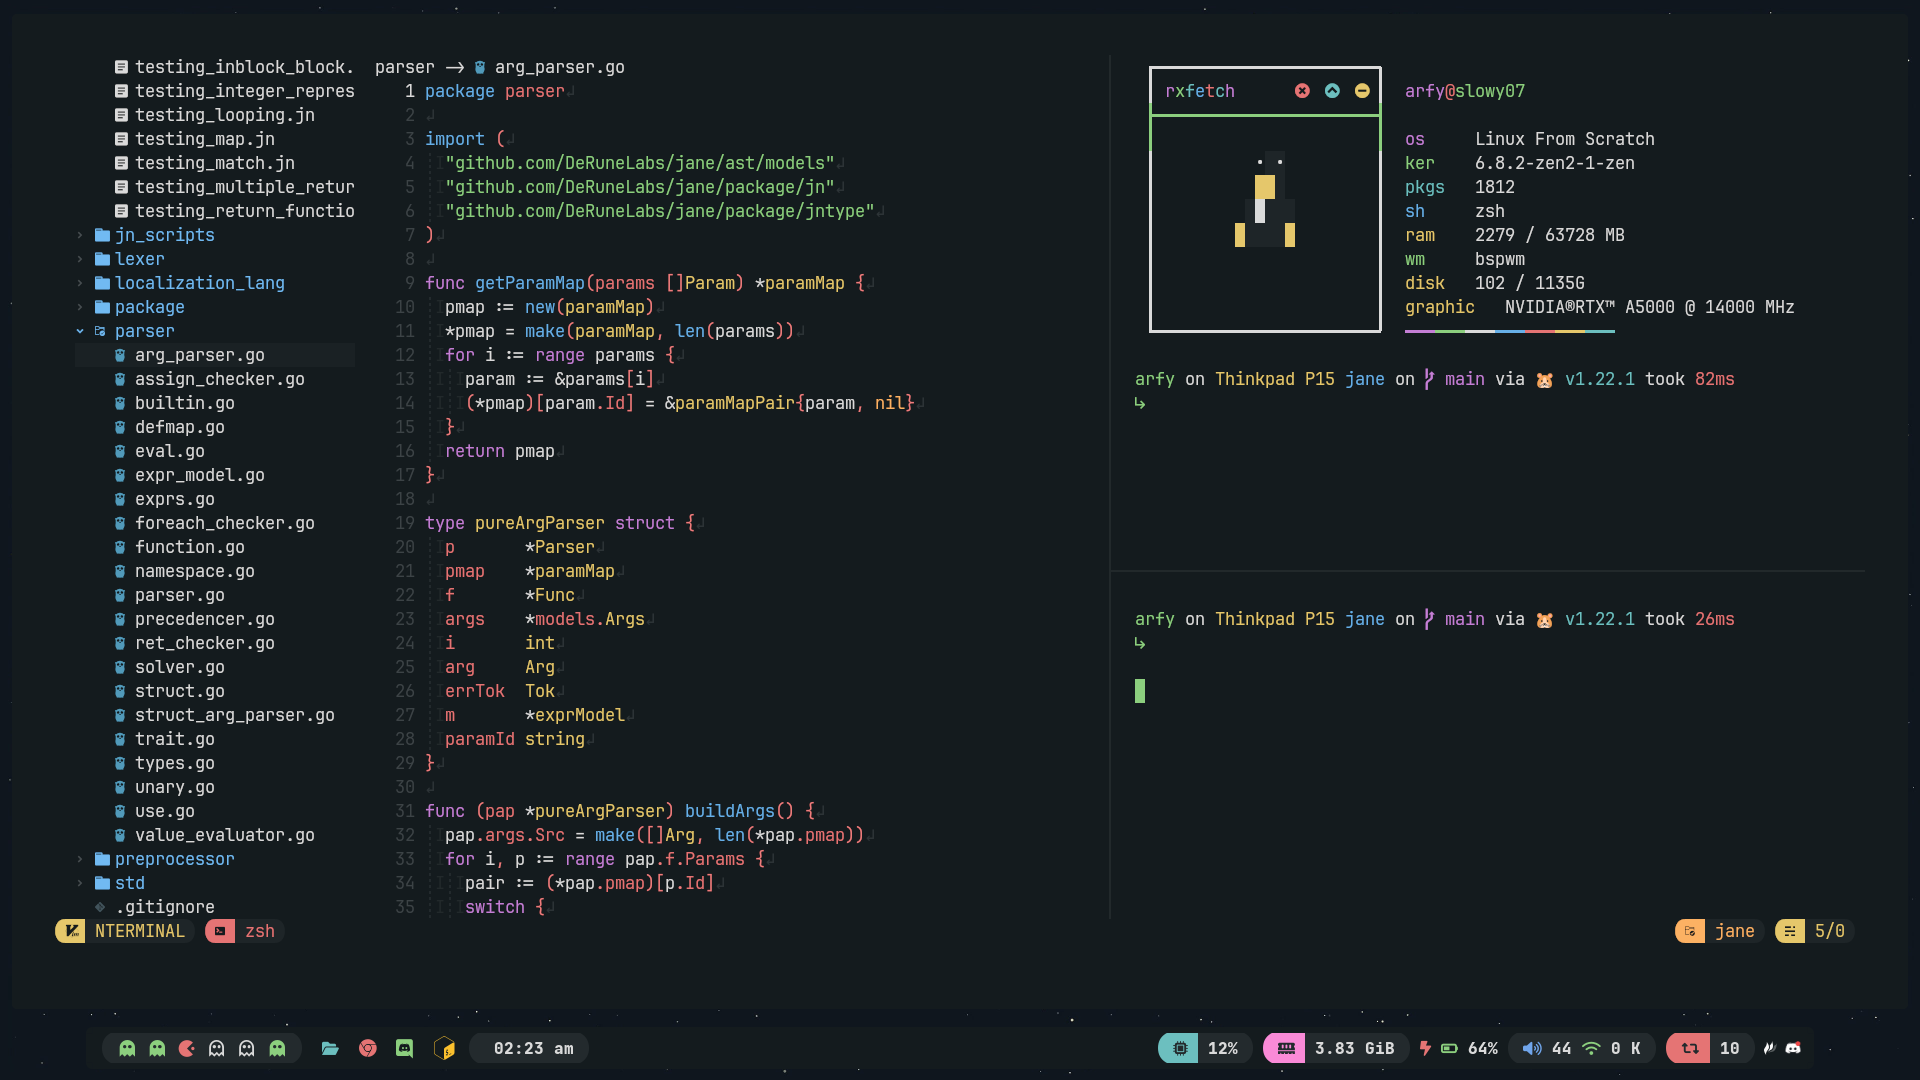 testing_inblock_block.
testing_integer_repres
testing_looping.jn
testing_map.jn
testing_match.jn
testing_multiple_retur
testing_return_functio
jn_scripts
lexer
localization_lang
package
parser
arg_parser.go
assign_checker.go
builtin.go
defmap.go
eval.go
expr_model.go
exprs.go
foreach_checker.go
function.go
namespace.go
parser.go
precedencer.go
ret_checker.go
solver.go
struct.go
struct_arg_parser.go
trait.go
types.go
unary.go
use.go
value_evaluator.go
preprocessor
std
.gitignore
parser → arg_parser.go
1 package parser
2
3 import (
4 "github.com/DeRuneLabs/jane/ast/models"
5 "github.com/DeRuneLabs/jane/package/jn"
6 "github.com/DeRuneLabs/jane/package/jntype"
7 )
8
9 func getParamMap(params []Param) *paramMap {
10 pmap := new(paramMap)
11 *pmap = make(paramMap, len(params))
12 for i := range params {
13 param := &params[i]
14 (*pmap)[param.Id] = &paramMapPair{param, nil}
15 }
16 return pmap
17 }
18
19 type pureArgParser struct {
20 p *Parser
21 pmap *paramMap
22 f *Func
23 args *models.Args
24 i int
25 arg Arg
26 errTok Tok
27 m *exprModel
28 paramId string
29 }
30
31 func (pap *pureArgParser) buildArgs() {
32 pap.args.Src = make([]Arg, len(*pap.pmap))
33 for i, p := range pap.f.Params {
34 pair := (*pap.pmap)[p.Id]
35 switch {
rxfetch
arfy@slowy07
os Linux From Scratch
ker 6.8.2-zen2-1-zen
pkgs 1812
sh zsh
ram 2279 / 63728 MB
wm bspwm
disk 102 / 1135G
graphic NVIDIA®RTX™ A5000 @ 14000 MHz
arfy on Thinkpad P15 jane on main via 🐹 v1.22.1 took 82ms
↳
arfy on Thinkpad P15 jane on main via 🐹 v1.22.1 took 26ms
↳
NTERMINAL zsh jane 5/0
02:23 am 12% 3.83 GiB 64% 44 0 K 10